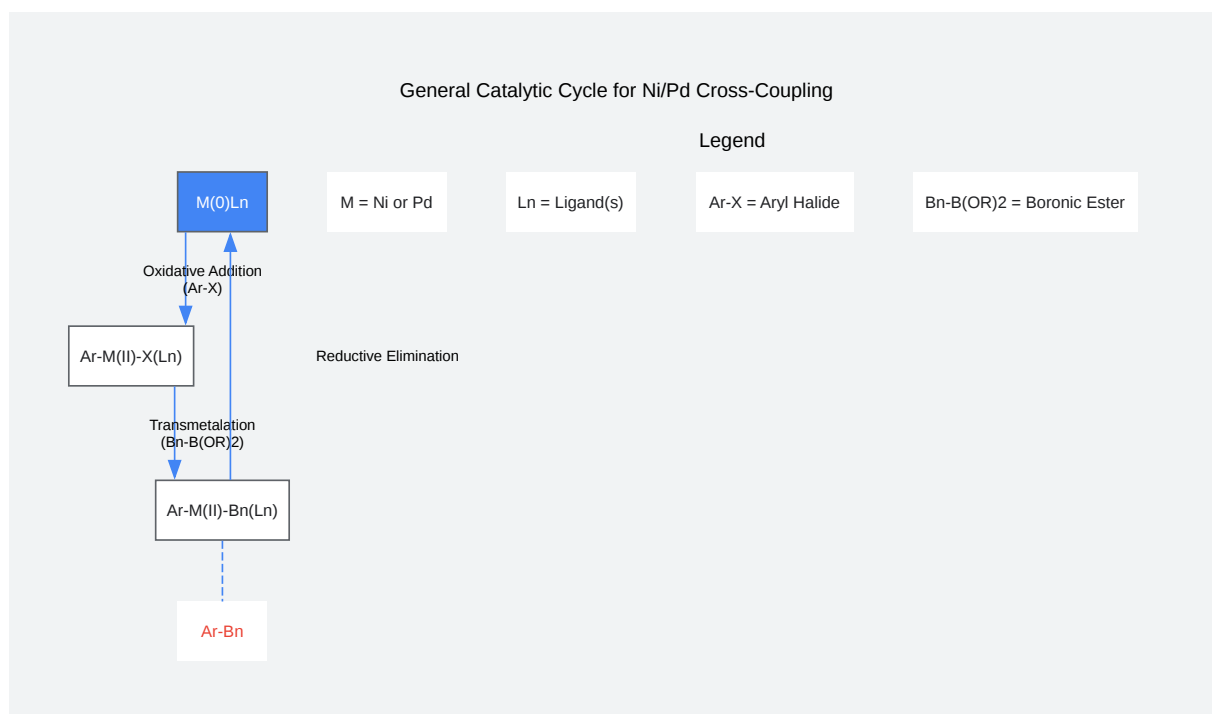 General Catalytic Cycle for Ni/Pd Cross-Coupling
Legend
M(0)Ln
M = Ni or Pd
Ln = Ligand(s)
Ar-X = Aryl Halide
Bn-B(OR)2 = Boronic Ester
Oxidative Addition
(Ar-X)
Ar-M(II)-X(Ln)
Reductive Elimination
Transmetalation
(Bn-B(OR)2)
Ar-M(II)-Bn(Ln)
Ar-Bn